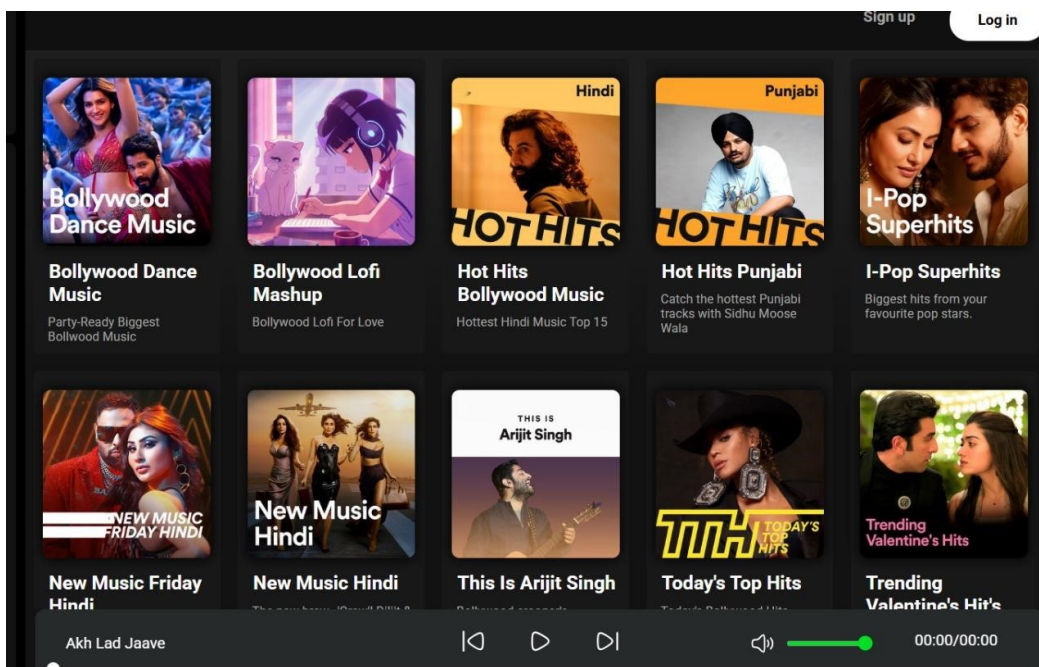 Sign up
Log in
Bollywood
Dance Music
Hindi
HOT HITS
Punjabi
HOT HITS
I-Pop
Superhits
Bollywood Dance
Music
Party-Ready Biggest
Bollwood Music
Bollywood Lofi
Mashup
Bollywood Lofi For Love
Hot Hits
Bollywood Music
Hottest Hindi Music Top 15
Hot Hits Punjabi
Catch the hottest Punjabi
tracks with Sidhu Moose
Wala
I-Pop Superhits
Biggest hits from your
favourite pop stars.
NEW MUSIC
FRIDAY HINDI
New Music
Hindi
THIS IS
Arijit Singh
TTH TODAY'S
TOP
HITS
Trending
Valentine's Hits
New Music Friday
Hindi
New Music Hindi
This Is Arijit Singh
Today's Top Hits
Trending
Valentine's Hit's
Akh Lad Jaave
00:00/00:00